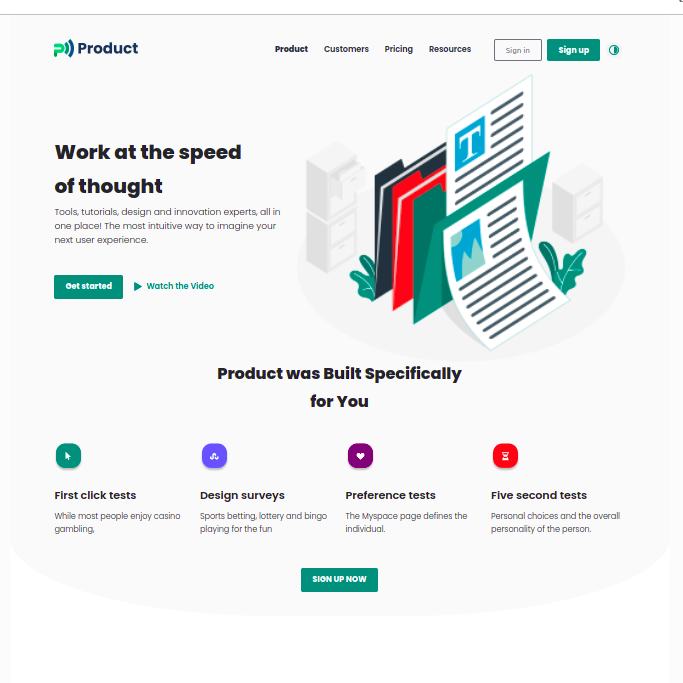 Product
Product Customers Pricing Resources Sign in Sign up
Work at the speed
of thought
Tools, tutorials, design and innovation experts, all in
one place! The most intuitive way to imagine your
next user experience.
Get started Watch the Video
T
Product was Built Specifically
for You
First click tests
While most people enjoy casino
gambling,
Design surveys
Sports betting, lottery and bingo
playing for the fun
Preference tests
The Myspace page defines the
individual.
Five second tests
Personal choices and the overall
personality of the person.
SIGN UP NOW